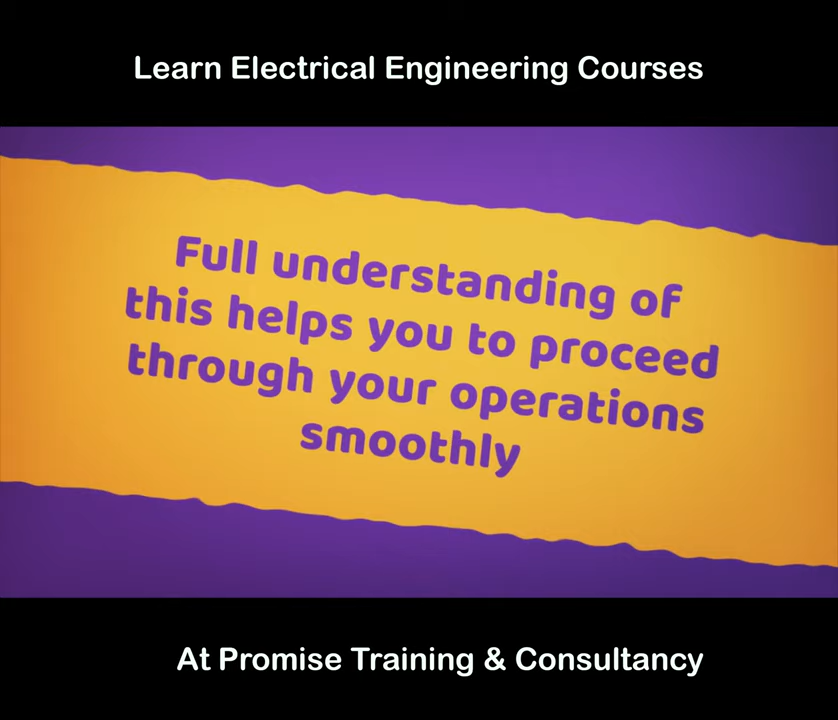 Learn Electrical Engineering Courses
Full understanding of
this helps you to proceed
through your operations
smoothly
At Promise Training & Consultancy